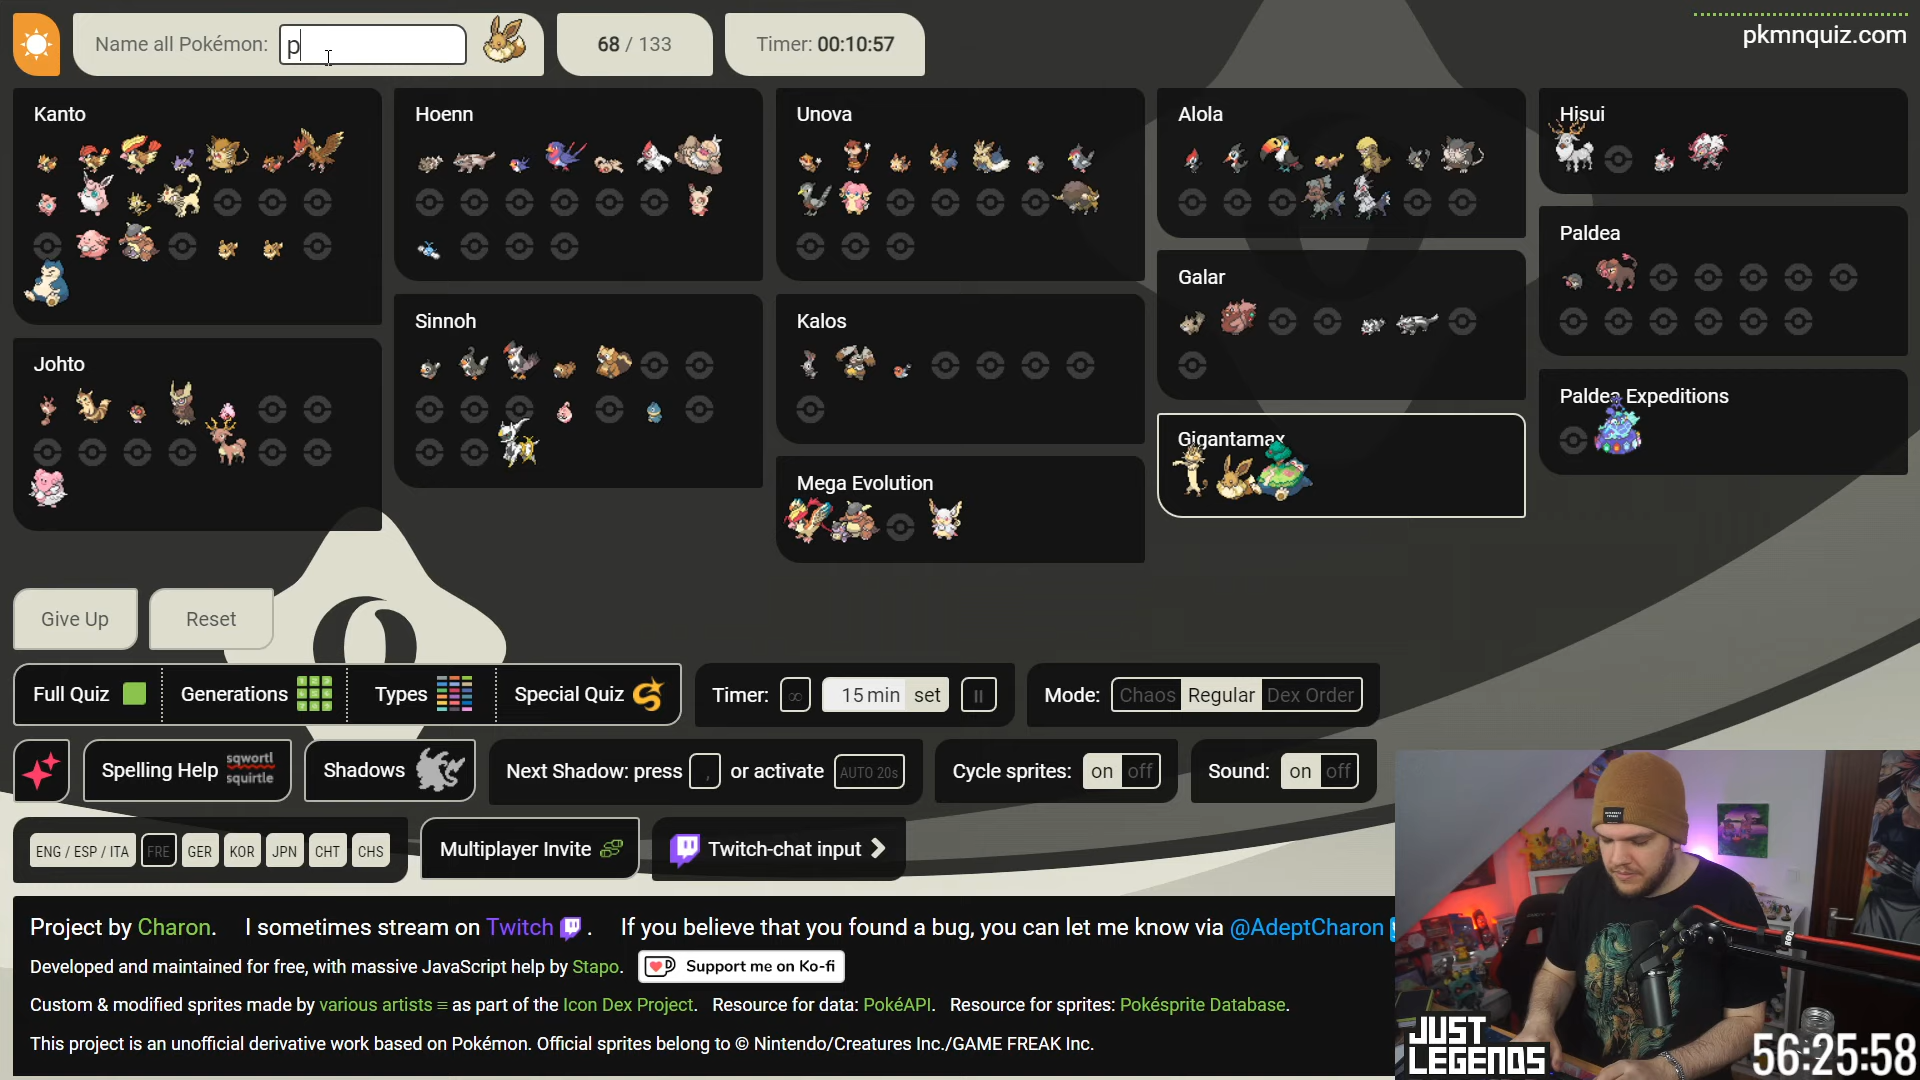 Name all Pokémon: p
68 / 133
Timer: 00:10:57
pkmnquiz.com
Kanto
Hoenn
Unova
Alola
Hisui
Paldea
Galar
Sinnoh
Kalos
Johto
Paldea Expeditions
Gigantamax
Mega Evolution
Give Up
Reset
Full Quiz
Generations
Types
Special Quiz
Timer: ∞ 15 min set
Mode: Chaos Regular Dex Order
Spelling Help sqwortl squirtle
Shadows
Next Shadow: press , or activate AUTO 20s
Cycle sprites: on off
Sound: on off
ENG / ESP / ITA FRE GER KOR JPN CHT CHS
Multiplayer Invite
Twitch-chat input
Project by Charon. I sometimes stream on Twitch. If you believe that you found a bug, you can let me know via @AdeptCharon
Developed and maintained for free, with massive JavaScript help by Stapo. Support me on Ko-fi
Custom & modified sprites made by various artists ≡ as part of the Icon Dex Project. Resource for data: PokéAPI. Resource for sprites: Pokésprite Database.
This project is an unofficial derivative work based on Pokémon. Official sprites belong to © Nintendo/Creatures Inc./GAME FREAK Inc.
JUST
LEGENDS
56:25:58